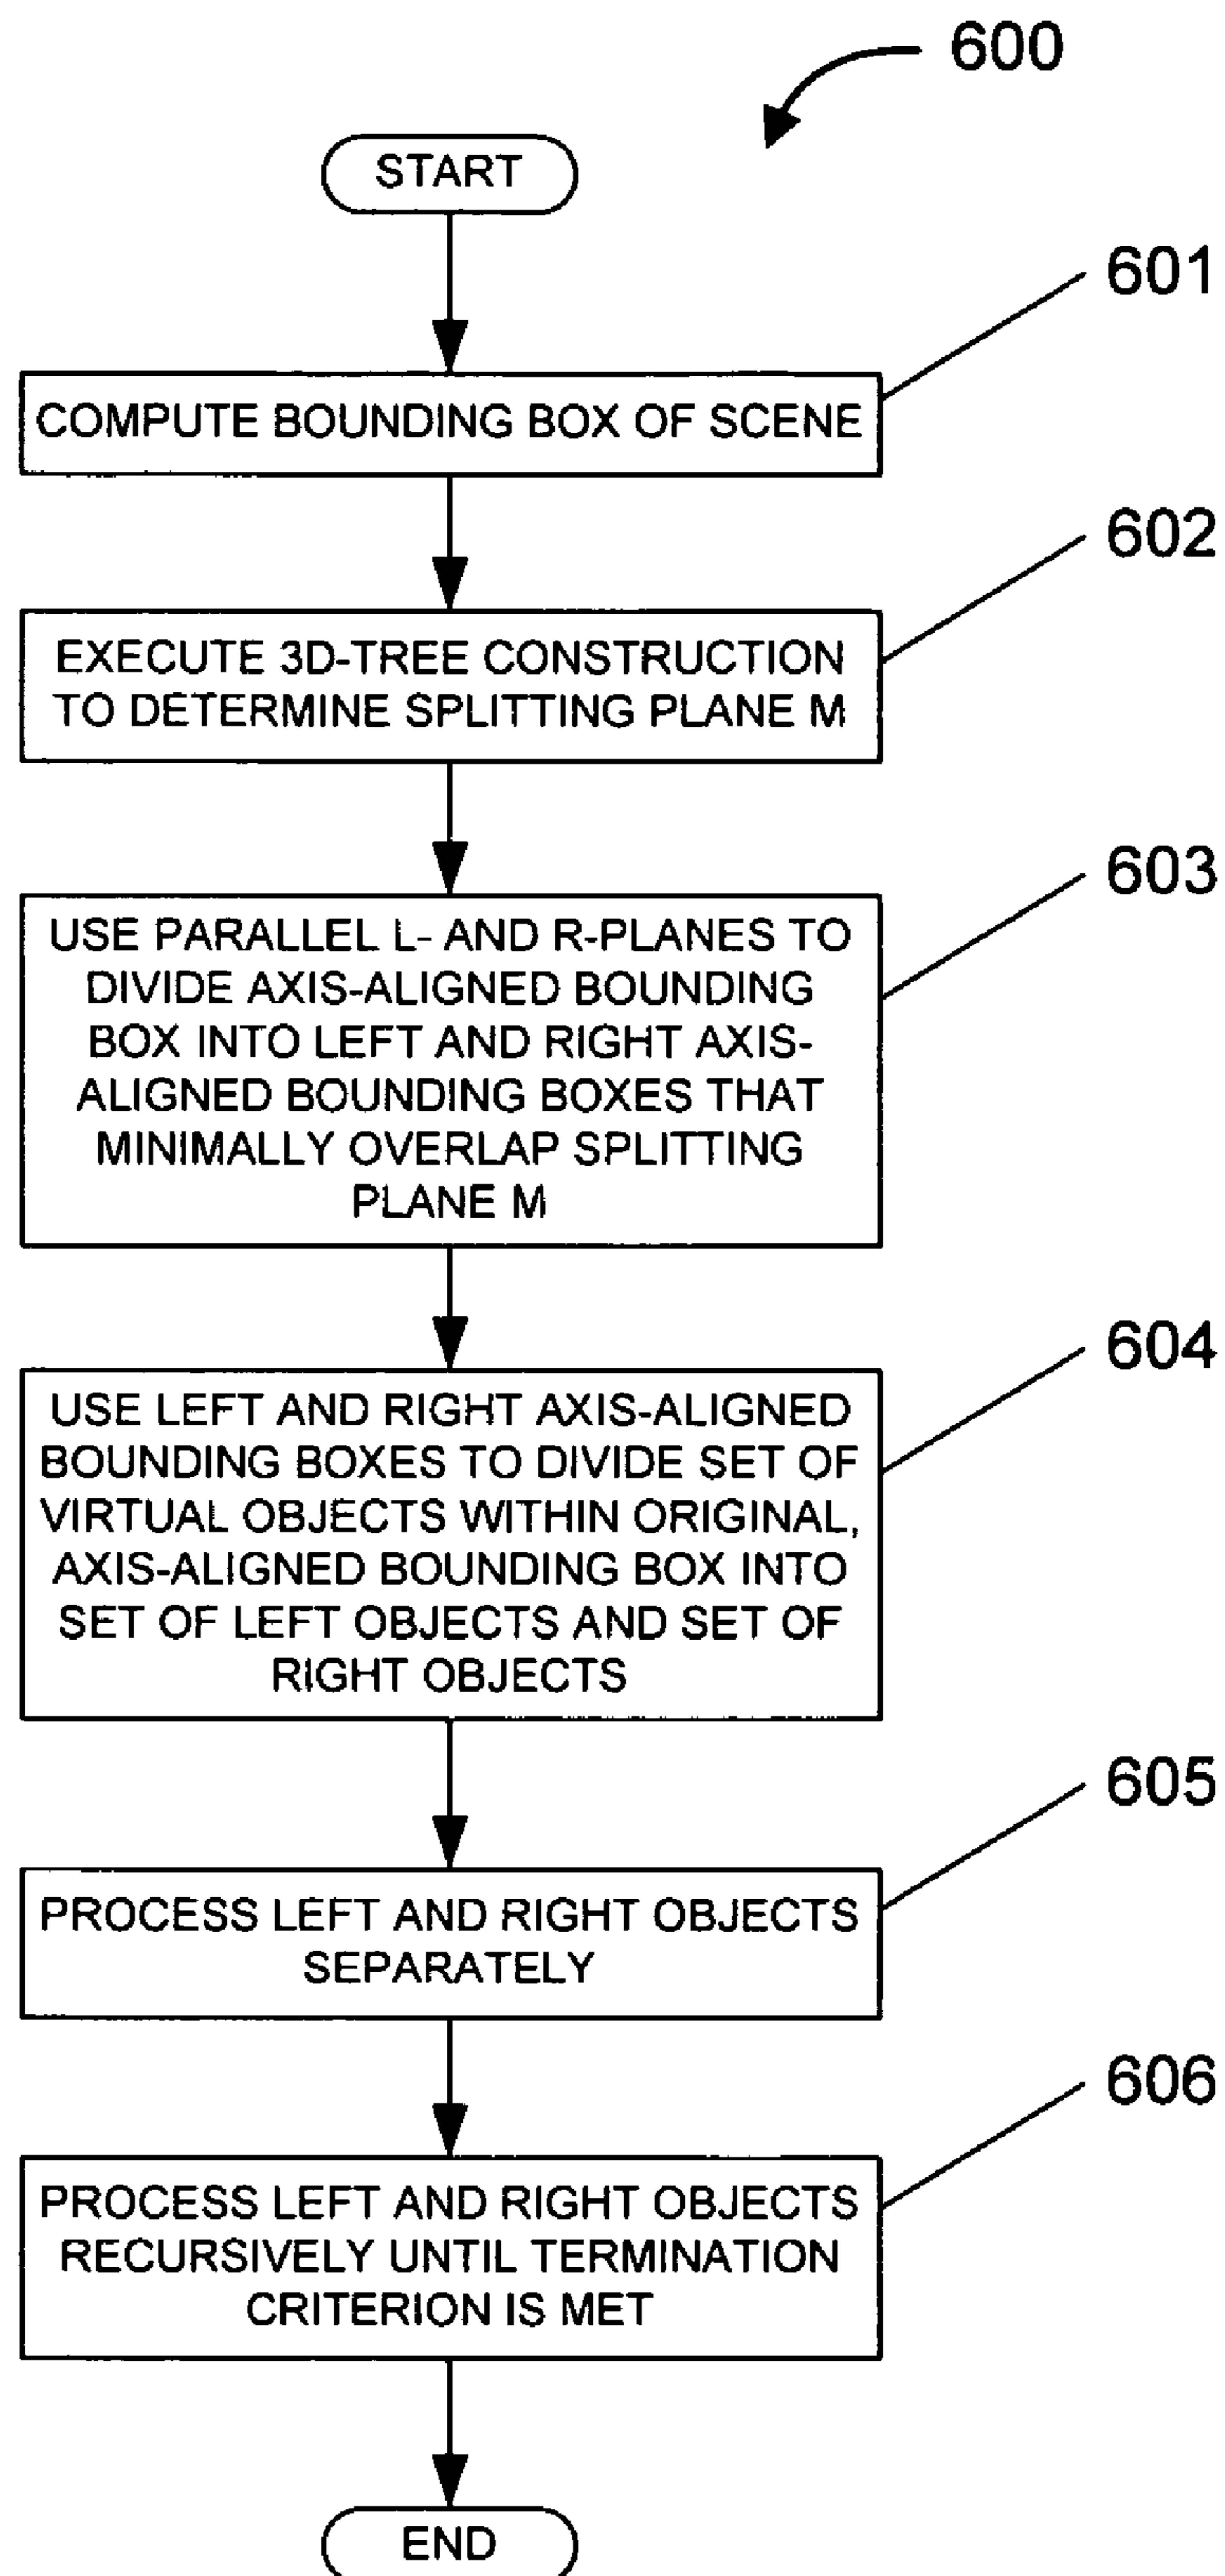 600
START
601
COMPUTE BOUNDING BOX OF SCENE
602
EXECUTE 3D-TREE CONSTRUCTION
TO DETERMINE SPLITTING PLANE M
603
USE PARALLEL L- AND R-PLANES TO
DIVIDE AXIS-ALIGNED BOUNDING
BOX INTO LEFT AND RIGHT AXIS-
ALIGNED BOUNDING BOXES THAT
MINIMALLY OVERLAP SPLITTING
PLANE M
604
USE LEFT AND RIGHT AXIS-ALIGNED
BOUNDING BOXES TO DIVIDE SET OF
VIRTUAL OBJECTS WITHIN ORIGINAL,
AXIS-ALIGNED BOUNDING BOX INTO
SET OF LEFT OBJECTS AND SET OF
RIGHT OBJECTS
605
PROCESS LEFT AND RIGHT OBJECTS
SEPARATELY
606
PROCESS LEFT AND RIGHT OBJECTS
RECURSIVELY UNTIL TERMINATION
CRITERION IS MET
END